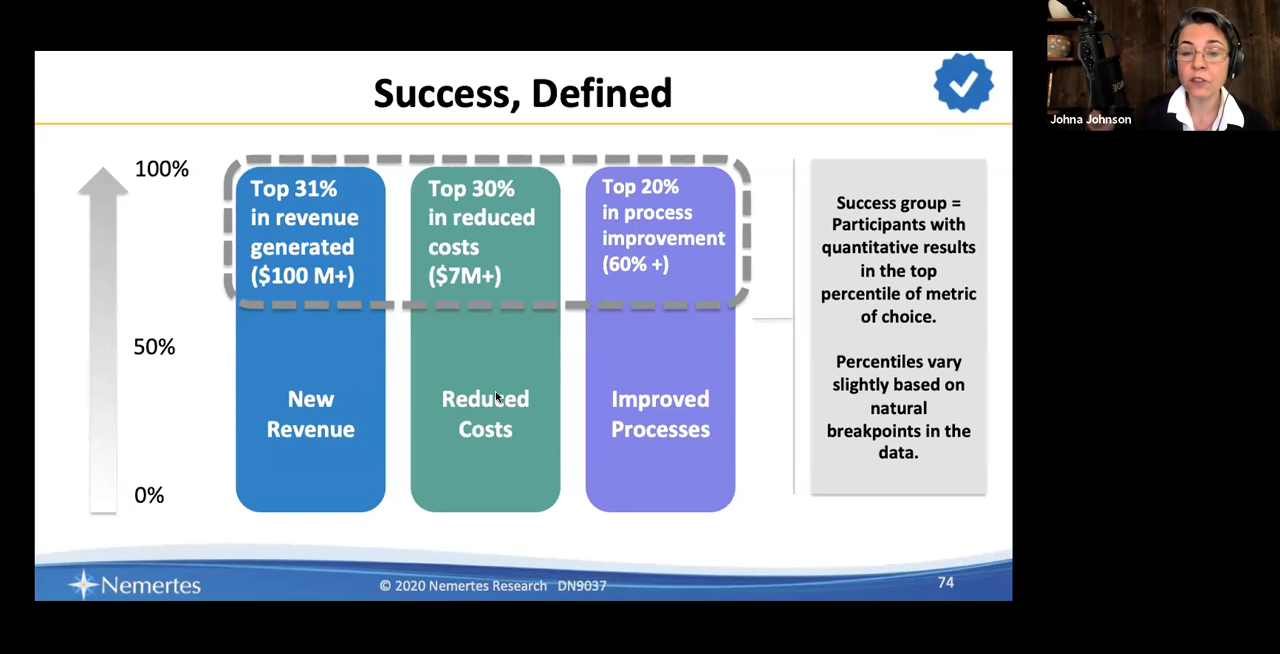 Success, Defined
Johna Johnson
100%
50%
0%
Top 31%
in revenue
generated
($100 M+)
New
Revenue
Top 30%
in reduced
costs
($7M+)
Reduced
Costs
Top 20%
in process
improvement
(60% +)
Improved
Processes
Success group =
Participants with
quantitative results
in the top
percentile of metric
of choice.
Percentiles vary
slightly based on
natural
breakpoints in the
data.
Nemertes
© 2020 Nemertes Research DN9037
74